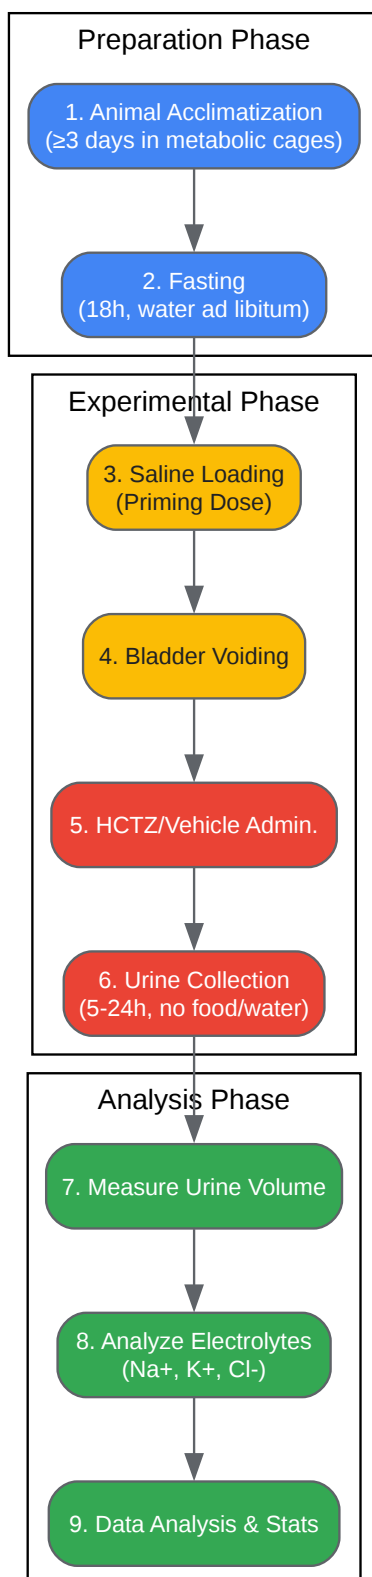 Preparation Phase
1. Animal Acclimatization
(≥3 days in metabolic cages)
2. Fasting
(18h, water ad libitum)
Experimental Phase
3. Saline Loading
(Priming Dose)
4. Bladder Voiding
5. HCTZ/Vehicle Admin.
6. Urine Collection
(5-24h, no food/water)
Analysis Phase
7. Measure Urine Volume
8. Analyze Electrolytes
(Na+, K+, Cl-)
9. Data Analysis & Stats